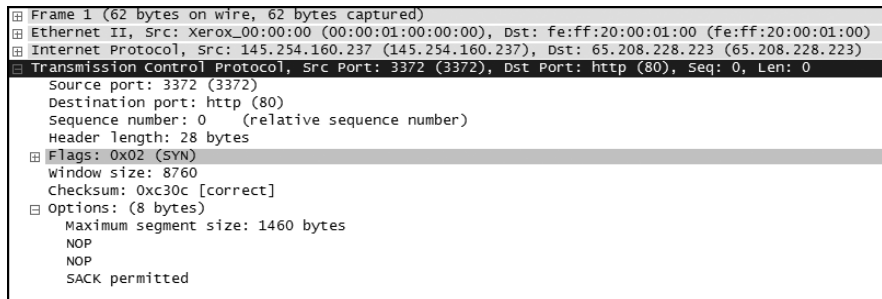 Frame 1 (62 bytes on wire, 62 bytes captured)
Ethernet II, Src: Xerox_00:00:00 (00:00:01:00:00:00), Dst: fe:ff:20:00:01:00 (fe:ff:20:00:01:00)
Internet Protocol, Src: 145.254.160.237 (145.254.160.237), Dst: 65.208.228.223 (65.208.228.223)
Transmission Control Protocol, Src Port: 3372 (3372), Dst Port: http (80), Seq: 0, Len: 0
Source port: 3372 (3372)
Destination port: http (80)
Sequence number: 0 (relative sequence number)
Header length: 28 bytes
Flags: 0x02 (SYN)
Window size: 8760
Checksum: 0xc30c [correct]
Options: (8 bytes)
Maximum segment size: 1460 bytes
NOP
NOP
SACK permitted